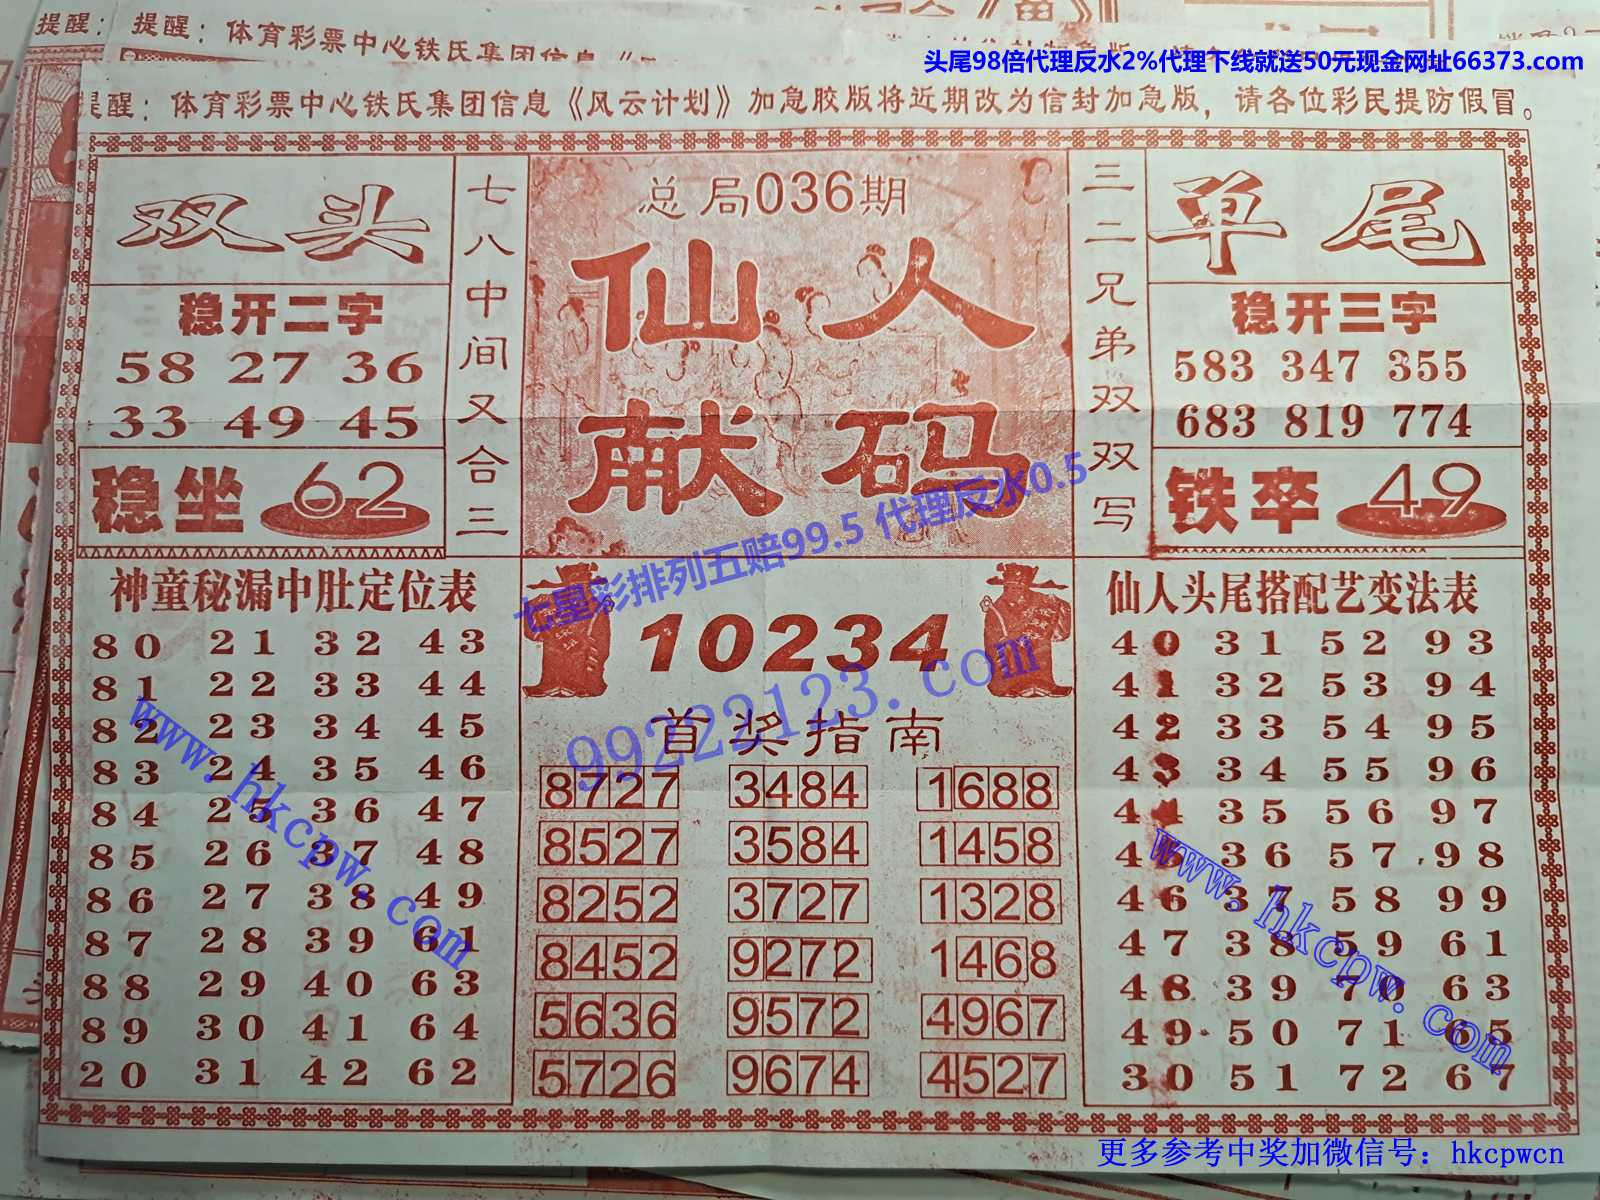 提醒：
提醒：体育彩票中心铁氏集团信息《
头尾98倍代理反水2%代理下线就送50元现金网址66373.com
提醒：体育彩票中心铁氏集团信息《风云计划》加急胶版将近期改为信封加急版，请各位彩民提防假冒。
双头
稳开二字
58 27 36
33 49 45
稳坐 62
七八中间又合三
总局036期
仙人
献码
三二兄弟双双写
单尾
稳开三字
583 347 355
683 819 774
铁卒 49
七星彩排列五赔99.5 代理反水0.5
神童秘漏中肚定位表
80 21 32 43
81 22 33 44
82 23 34 45
83 24 35 46
84 25 36 47
85 26 37 48
86 27 38 49
87 28 39 61
88 29 40 63
89 30 41 64
20 31 42 62
www.hkcpw.com
10234
99222123.com
首奖指南
8727 3484 1688
8527 3584 1458
8252 3727 1328
8452 9272 1468
5636 9572 4967
5726 9674 4527
仙人头尾搭配艺变法表
40 31 52 93
41 32 53 94
42 33 54 95
43 34 55 96
44 35 56 97
45 36 57 98
46 37 58 99
47 38 59 61
48 39 70 63
49 50 71 65
30 51 72 67
www.hkcpw.com
更多参考中奖加微信号：hkcpwcn